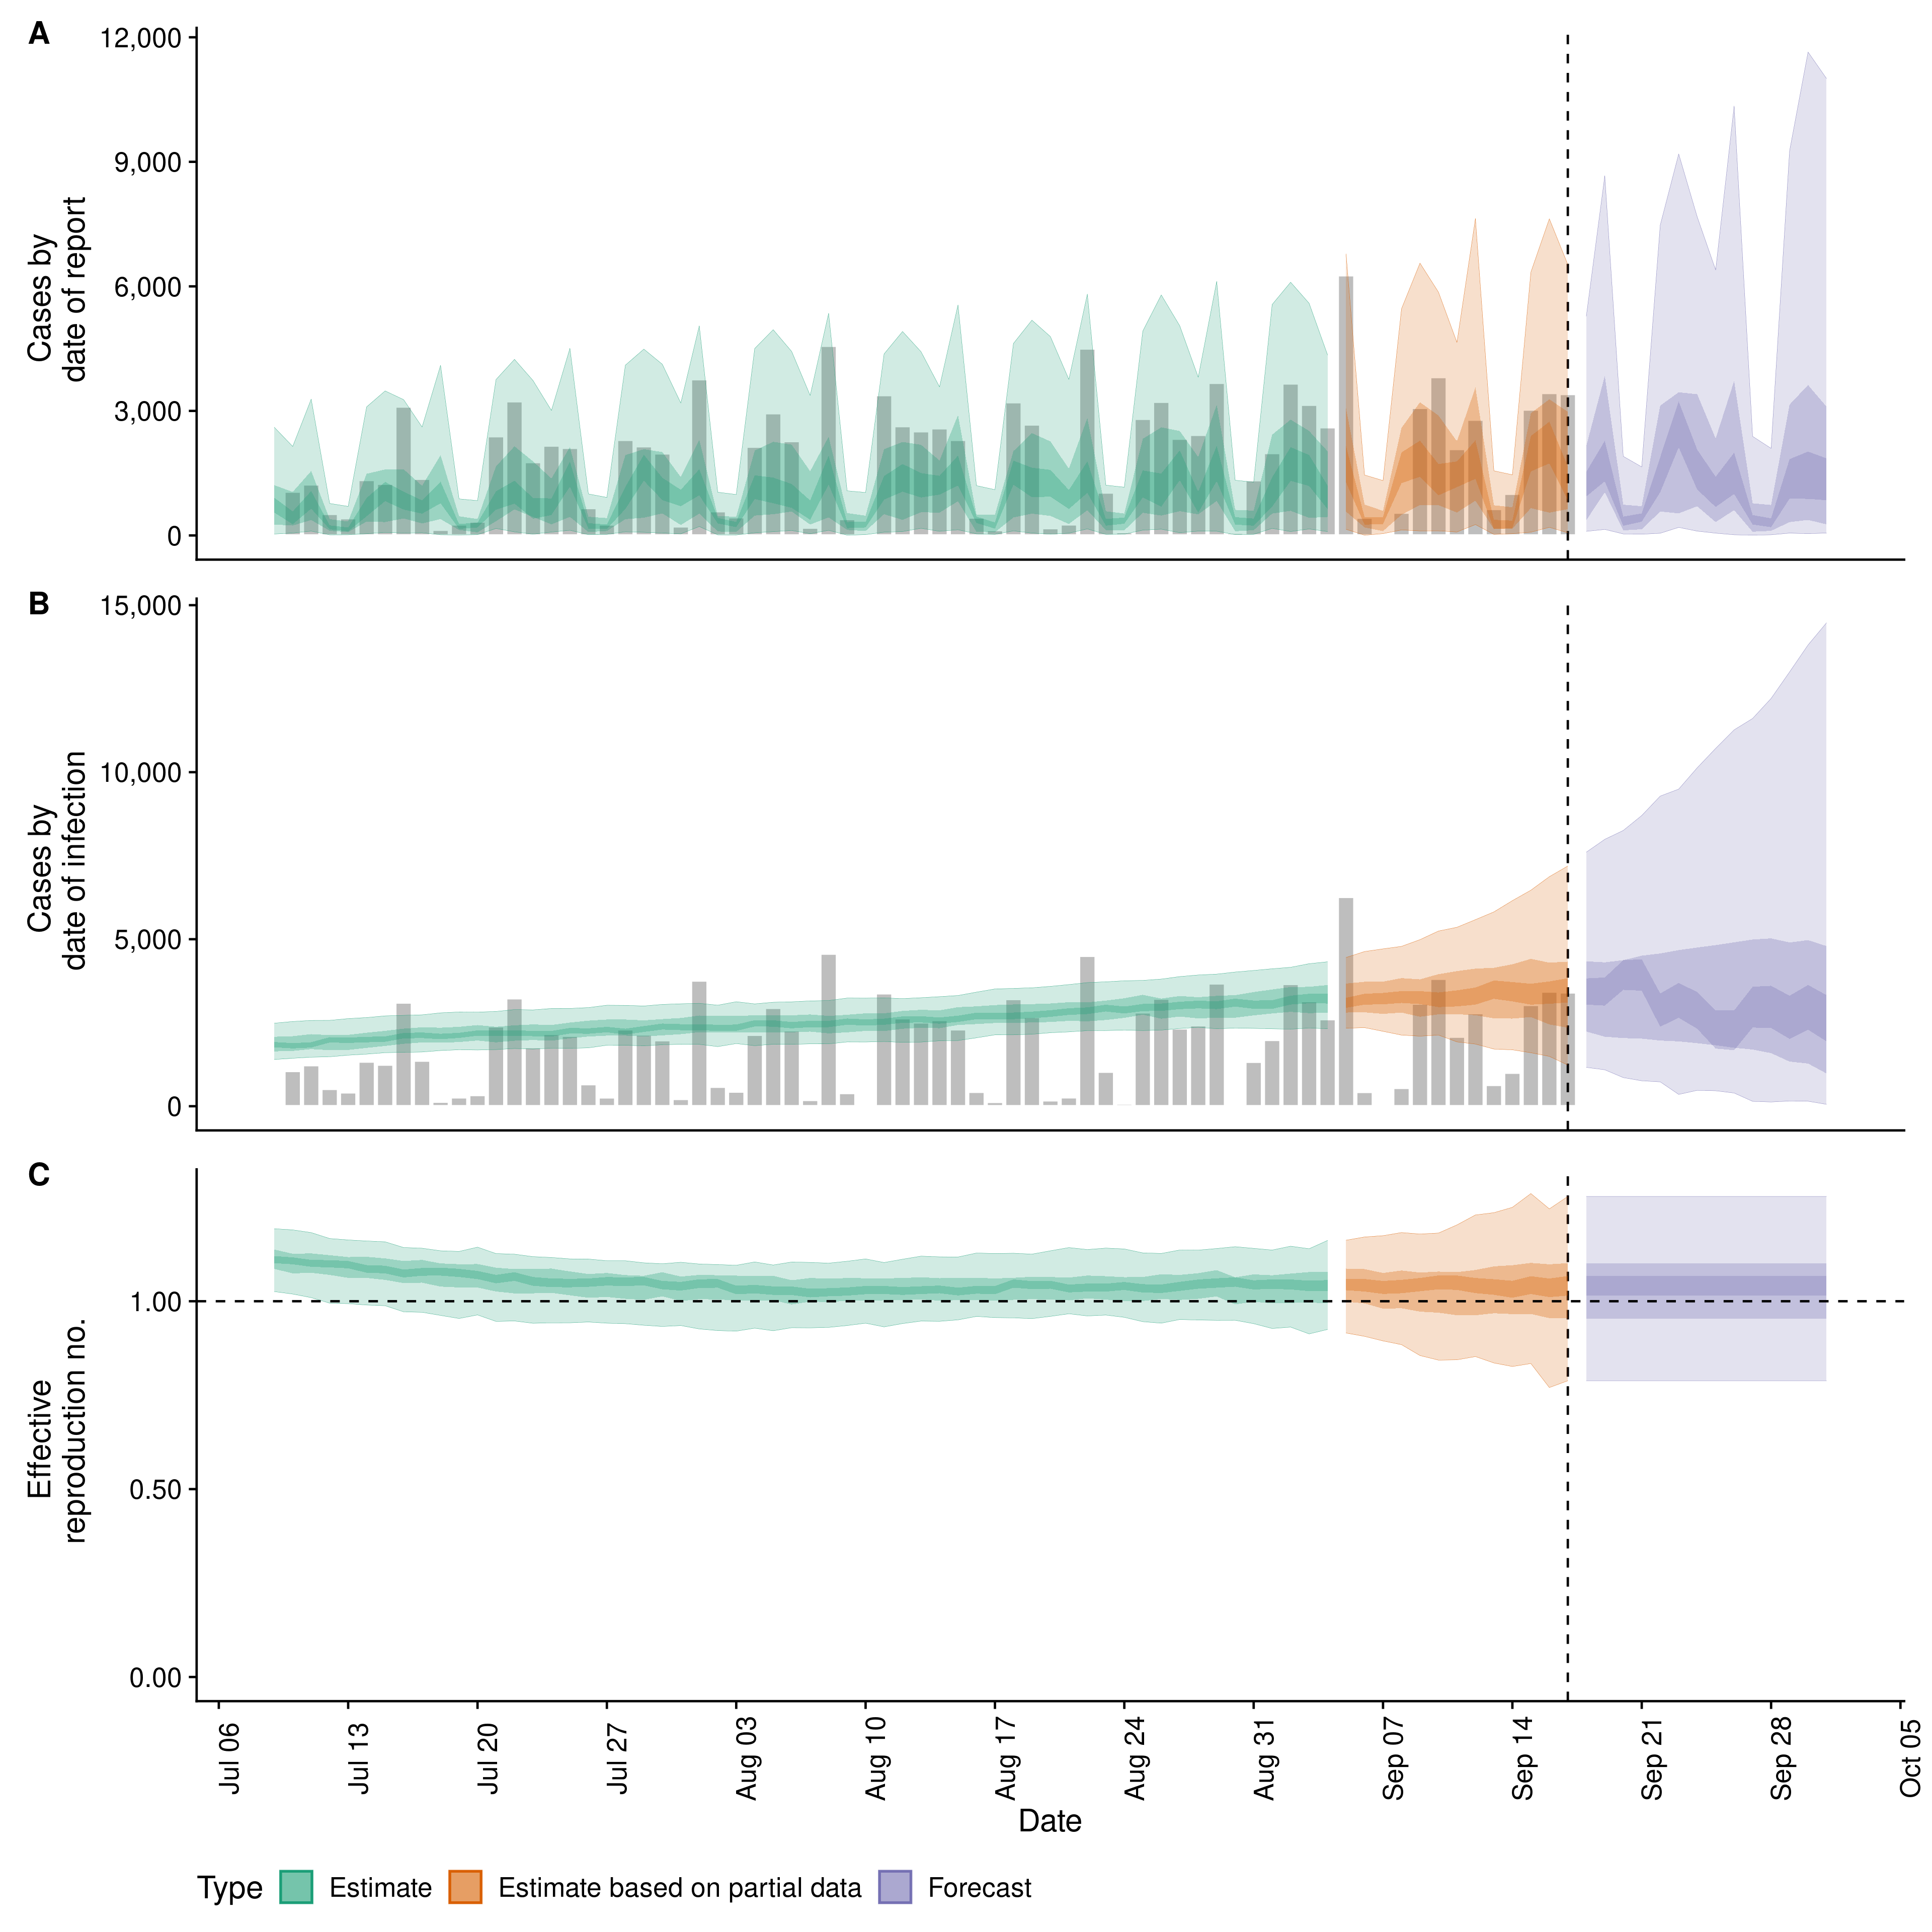 A
Cases by
date of report
12,000
9,000
6,000
3,000
0
B
Cases by
date of infection
15,000
10,000
5,000
0
C
Effective
reproduction no.
1.00
0.50
0.00
Jul 06
Jul 13
Jul 20
Jul 27
Aug 03
Aug 10
Aug 17
Aug 24
Aug 31
Sep 07
Sep 14
Sep 21
Sep 28
Oct 05
Date
Type Estimate Estimate based on partial data Forecast